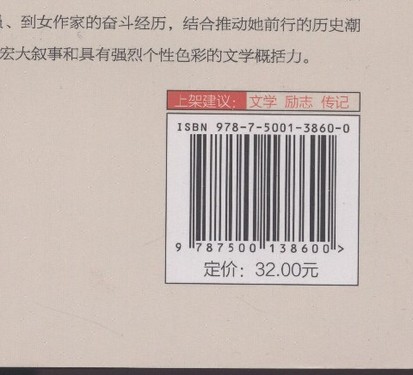 、到女作家的奋斗经历，结合推动她前行的历史潮
宏大叙事和具有强烈个性色彩的文学概括力。
上架建议：文学 励志 传记
ISBN 978-7-5001-3860-0
9 787500 138600 >
定价：32.00元